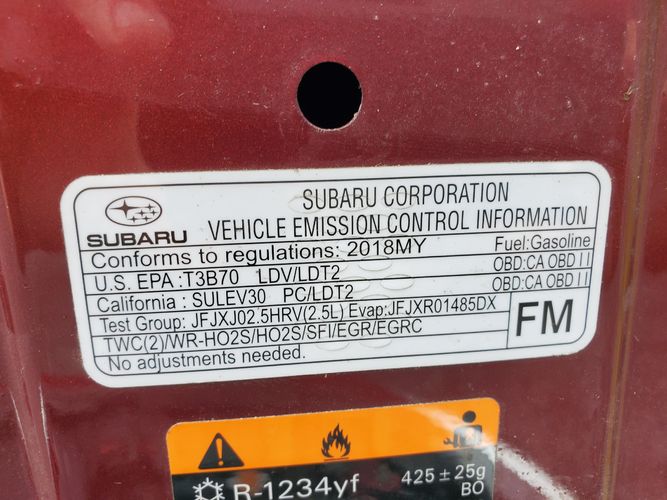 SUBARU CORPORATION
SUBARU VEHICLE EMISSION CONTROL INFORMATION
Conforms to regulations: 2018MY Fuel:Gasoline
U.S. EPA :T3B70 LDV/LDT2 OBD:CA OBD II
California : SULEV30 PC/LDT2 OBD:CA OBD II
Test Group: JFJXJ02.5HRV(2.5L) Evap:JFJXR01485DX
TWC(2)/WR-HO2S/HO2S/SFI/EGR/EGRC FM
No adjustments needed.
R-1234yf 425±25g
BO